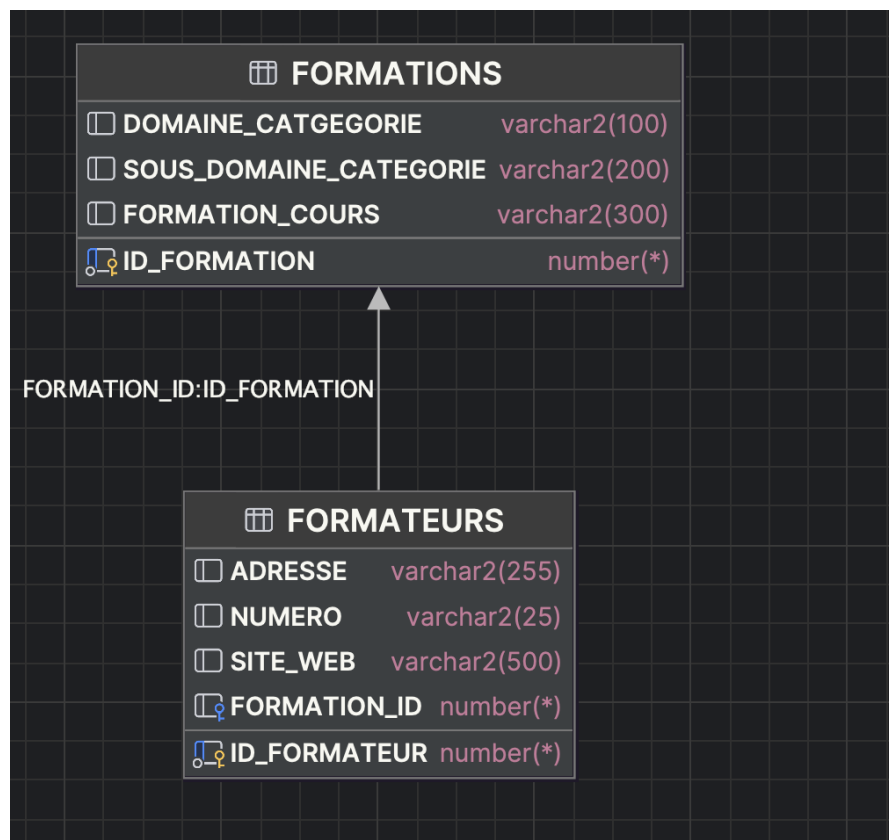 FORMATIONS
DOMAINE_CATGEGORIE varchar2(100)
SOUS_DOMAINE_CATEGORIE varchar2(200)
FORMATION_COURS varchar2(300)
ID_FORMATION number(*)
FORMATION_ID:ID_FORMATION
FORMATEURS
ADRESSE varchar2(255)
NUMERO varchar2(25)
SITE_WEB varchar2(500)
FORMATION_ID number(*)
ID_FORMATEUR number(*)